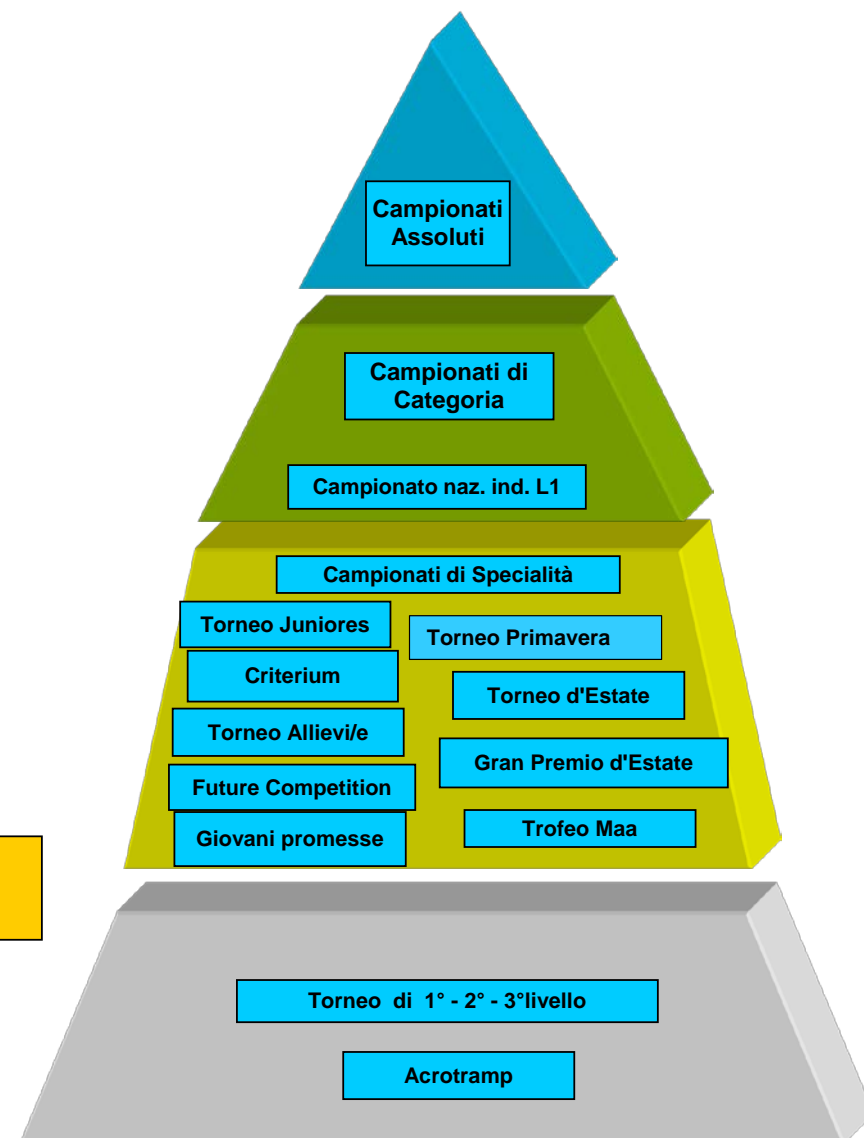 Campionati
Assoluti
Campionati di
Categoria
Campionato naz. ind. L1
Campionati di Specialità
Torneo Juniores
Torneo Primavera
Criterium
Torneo d'Estate
Torneo Allievi/e
Gran Premio d'Estate
Future Competition
Trofeo Maa
Giovani promesse
Torneo di 1° - 2° - 3°livello
Acrotramp